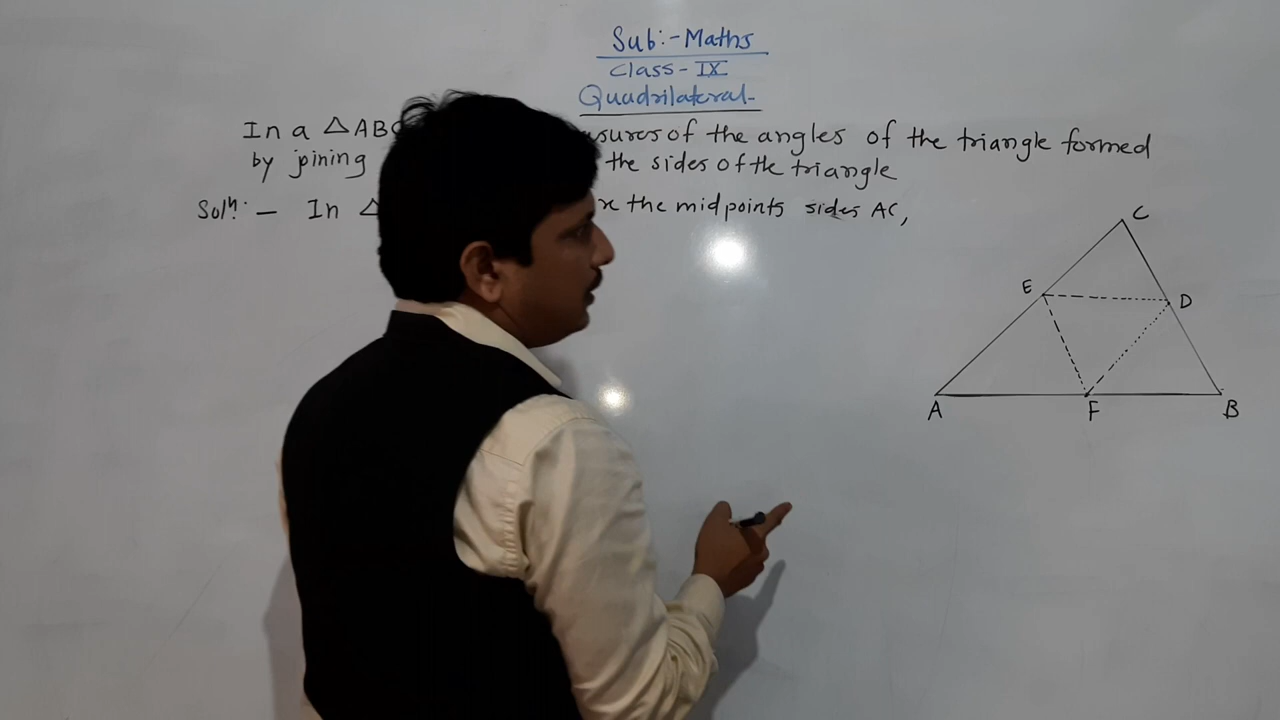 Sub:- Maths
Class - IX
Quadrilateral-
In a △ABC of the angles of the triangle formed
by joining the sides of the triangle
Solⁿ:- In △ the midpoints sides AC,
C
E
D
A
F
B